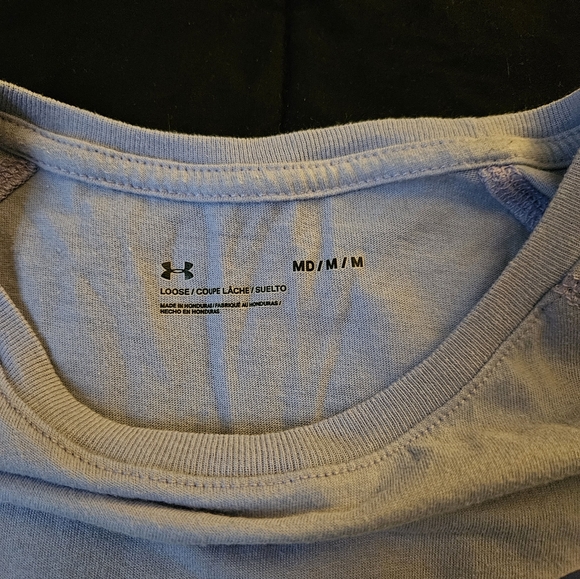 MD / M / M
LOOSE / COUPE LÂCHE / SUELTO
MADE IN HONDURAS / FABRIQUÉ AU HONDURAS /
HECHO EN HONDURAS